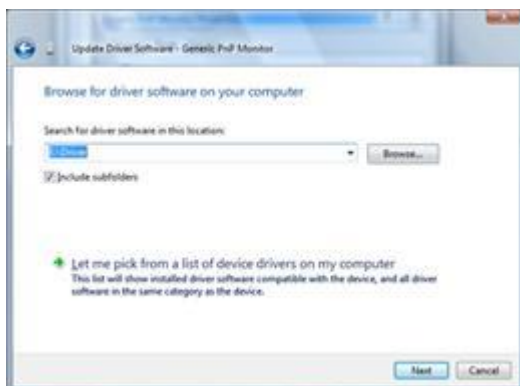 Update Driver Software - Generic PnP Monitor
Browse for driver software on your computer
Search for driver software in this location:
Browse...
Include subfolders
Let me pick from a list of device drivers on my computer
This list will show installed driver software compatible with the device, and all driver
software in the same category as the device.
Next Cancel